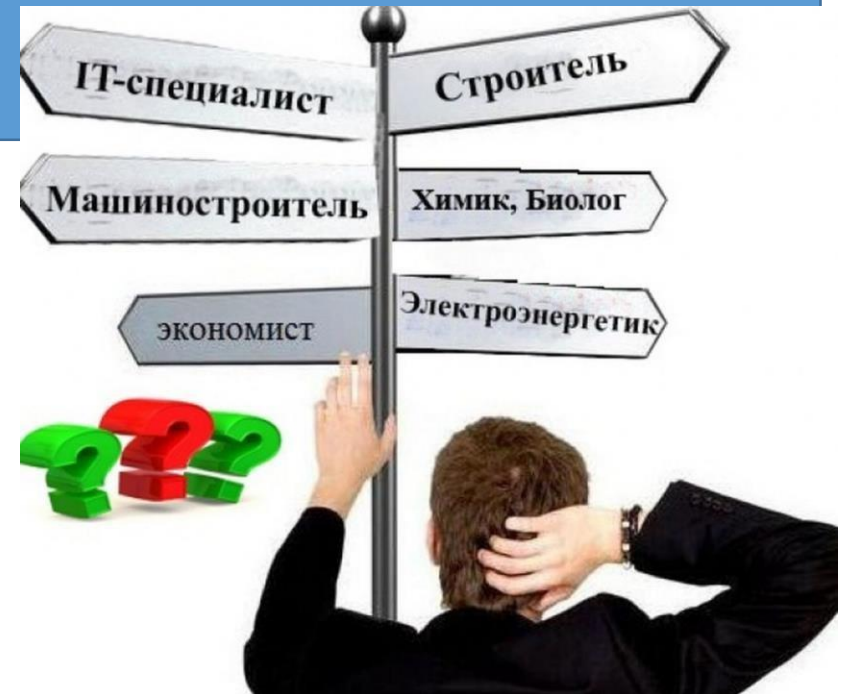 IT-специалист
Строитель
Машиностроитель
Химик, Биолог
экономист
Электроэнергетик